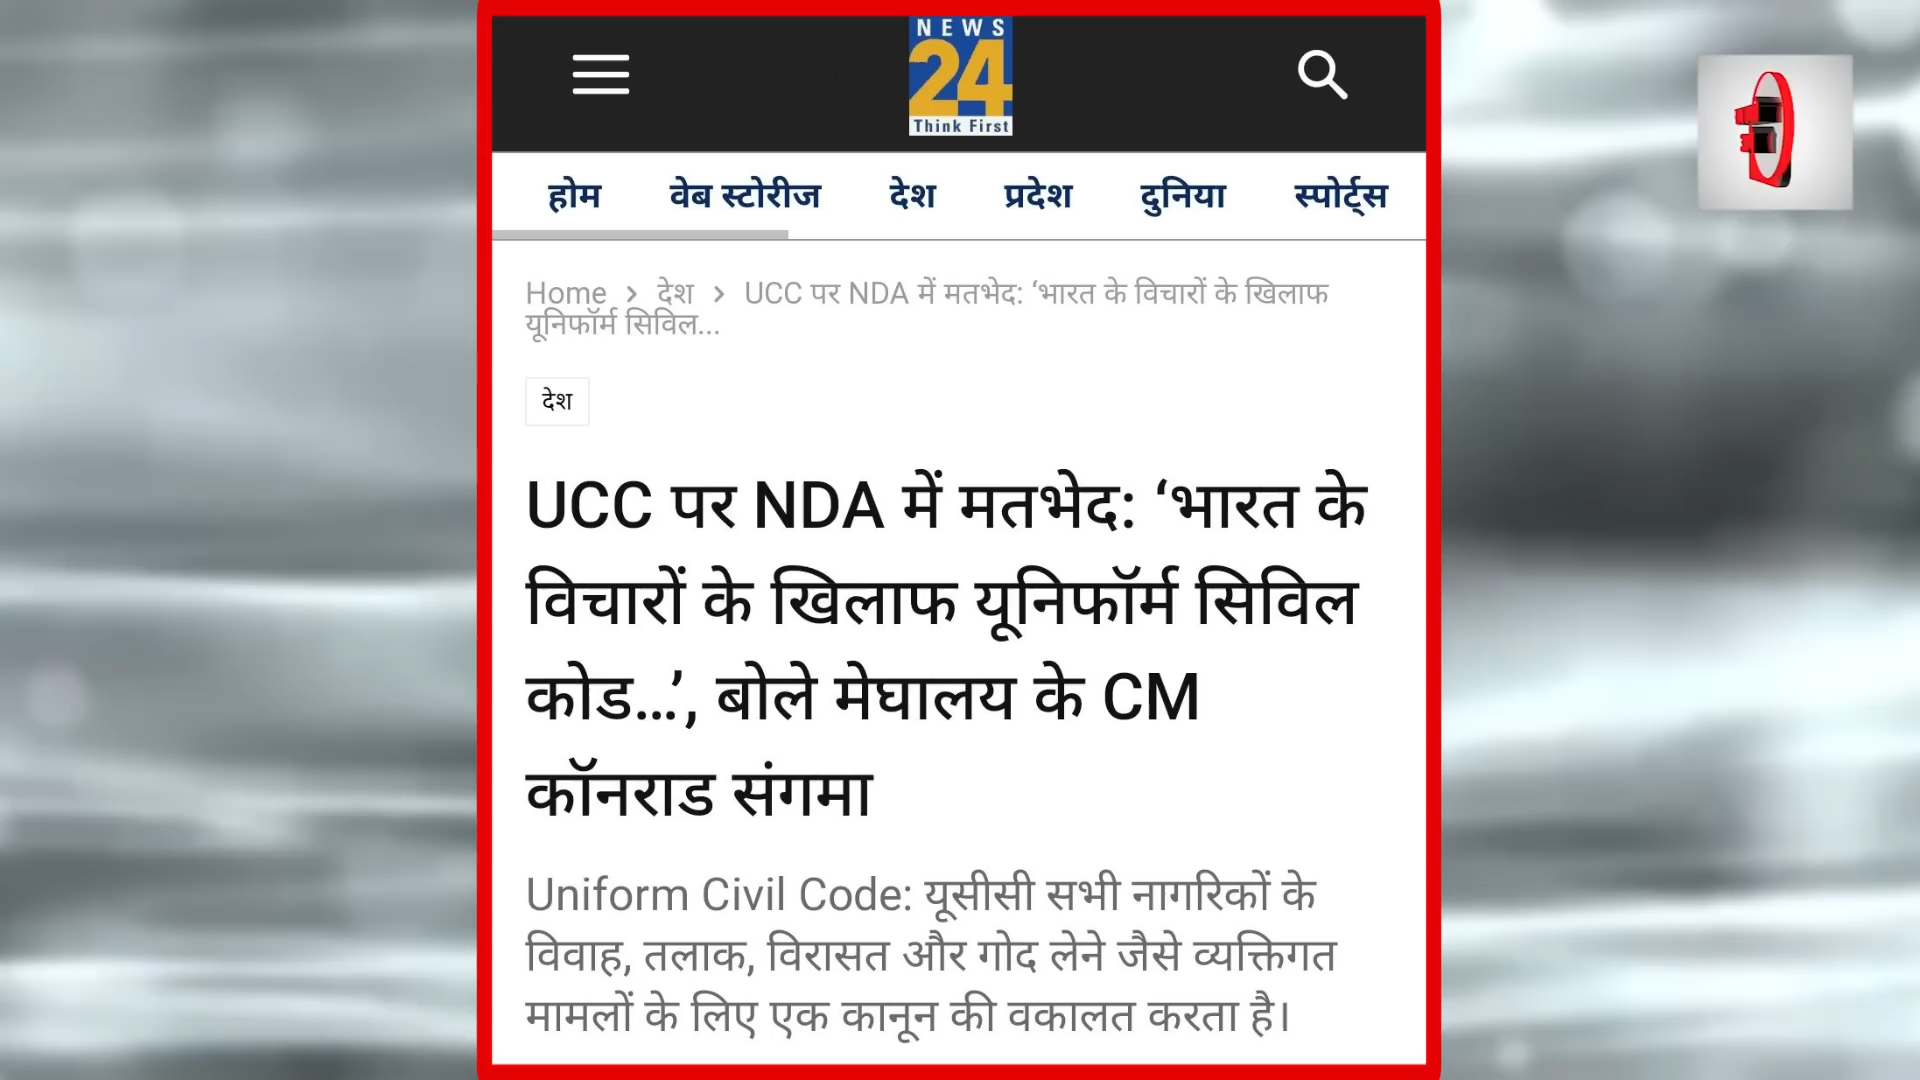 NEWS
24
Think First
होम वेब स्टोरीज देश प्रदेश दुनिया स्पोर्ट्स
Home > देश > UCC पर NDA में मतभेद: ‘भारत के विचारों के खिलाफ
यूनिफॉर्म सिविल...
देश
UCC पर NDA में मतभेद: ‘भारत के
विचारों के खिलाफ यूनिफॉर्म सिविल
कोड...’, बोले मेघालय के CM
कॉनराड संगमा
Uniform Civil Code: यूसीसी सभी नागरिकों के
विवाह, तलाक, विरासत और गोद लेने जैसे व्यक्तिगत
मामलों के लिए एक कानून की वकालत करता है।